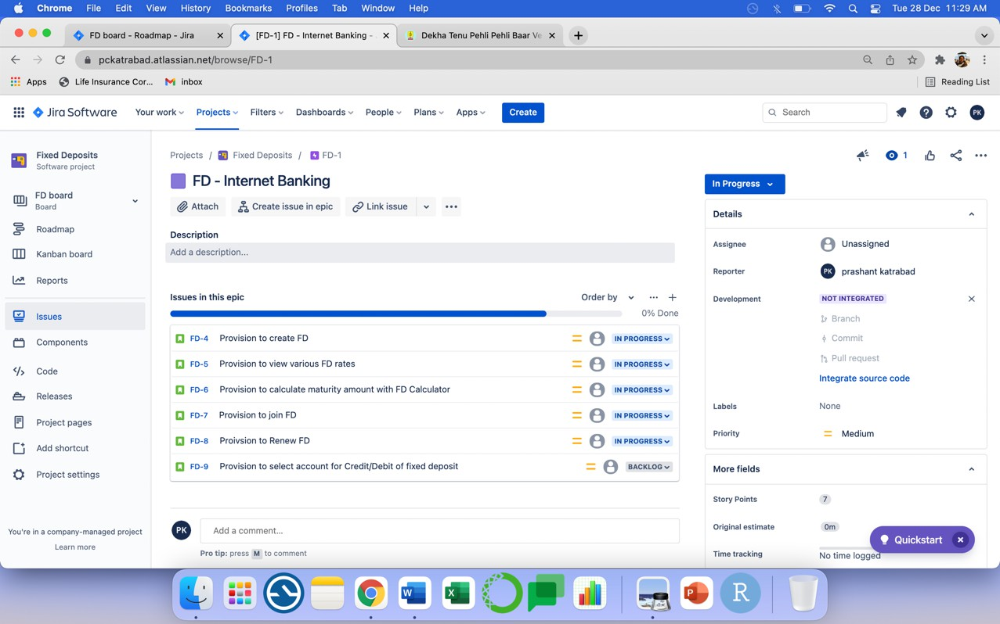 Chrome File Edit View History Bookmarks Profiles Tab Window Help Tue 28 Dec 11:29 AM
FD board - Roadmap - Jira [FD-1] FD - Internet Banking - Dekha Tenu Pehli Pehli Baar Ve
pckatrabad.atlassian.net/browse/FD-1
Apps Life Insurance Cor... inbox Reading List
Jira Software Your work Projects Filters Dashboards People Plans Apps Create Search PK
Fixed Deposits
Software project
FD board
Board
Roadmap
Kanban board
Reports
Issues
Components
Code
Releases
Project pages
Add shortcut
Project settings
You're in a company-managed project
Learn more
Projects / Fixed Deposits / FD-1
1
FD - Internet Banking
Attach Create issue in epic Link issue
Description
Add a description...
Issues in this epic Order by
0% Done
FD-4 Provision to create FD IN PROGRESS
FD-5 Provision to view various FD rates IN PROGRESS
FD-6 Provision to calculate maturity amount with FD Calculator IN PROGRESS
FD-7 Provision to join FD IN PROGRESS
FD-8 Proivsion to Renew FD IN PROGRESS
FD-9 Provision to select account for Credit/Debit of fixed deposit BACKLOG
PK Add a comment...
Pro tip: press M to comment
In Progress
Details
Assignee Unassigned
Reporter PK prashant katrabad
Development NOT INTEGRATED
Branch
Commit
Pull request
Integrate source code
Labels None
Priority Medium
More fields
Story Points 7
Original estimate 0m
Time tracking No time logged
Quickstart
W X P R